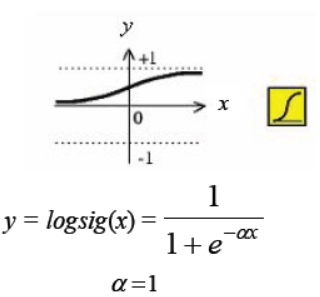 y
+1
x
0
-1
y = logsig(x) = 1 / (1 + e^{-αx})
α=1